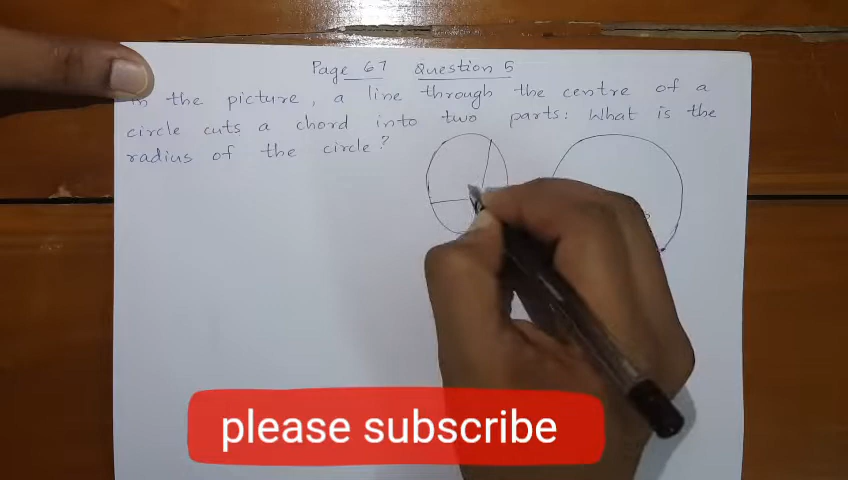 Page 67 Question 5
In the picture, a line through the centre of a
circle cuts a chord into two parts: What is the
radius of the circle?
please subscribe